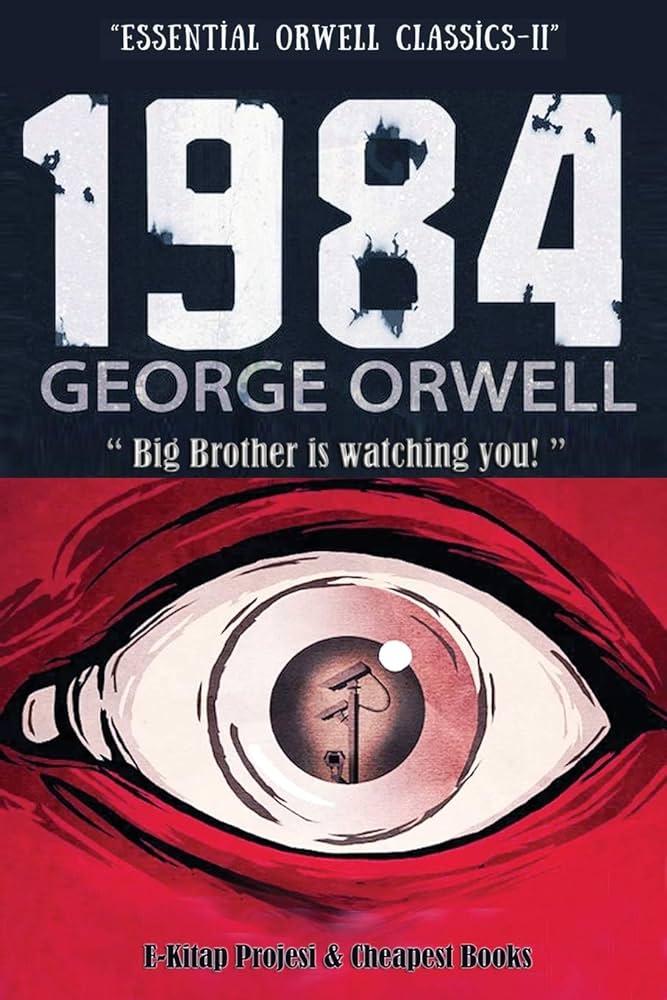 “ESSENTİAL ORWELL CLASSİCS-II”
1984
GEORGE ORWELL
“ Big Brother is watching you! ”
E-Kitap Projesi & Cheapest Books